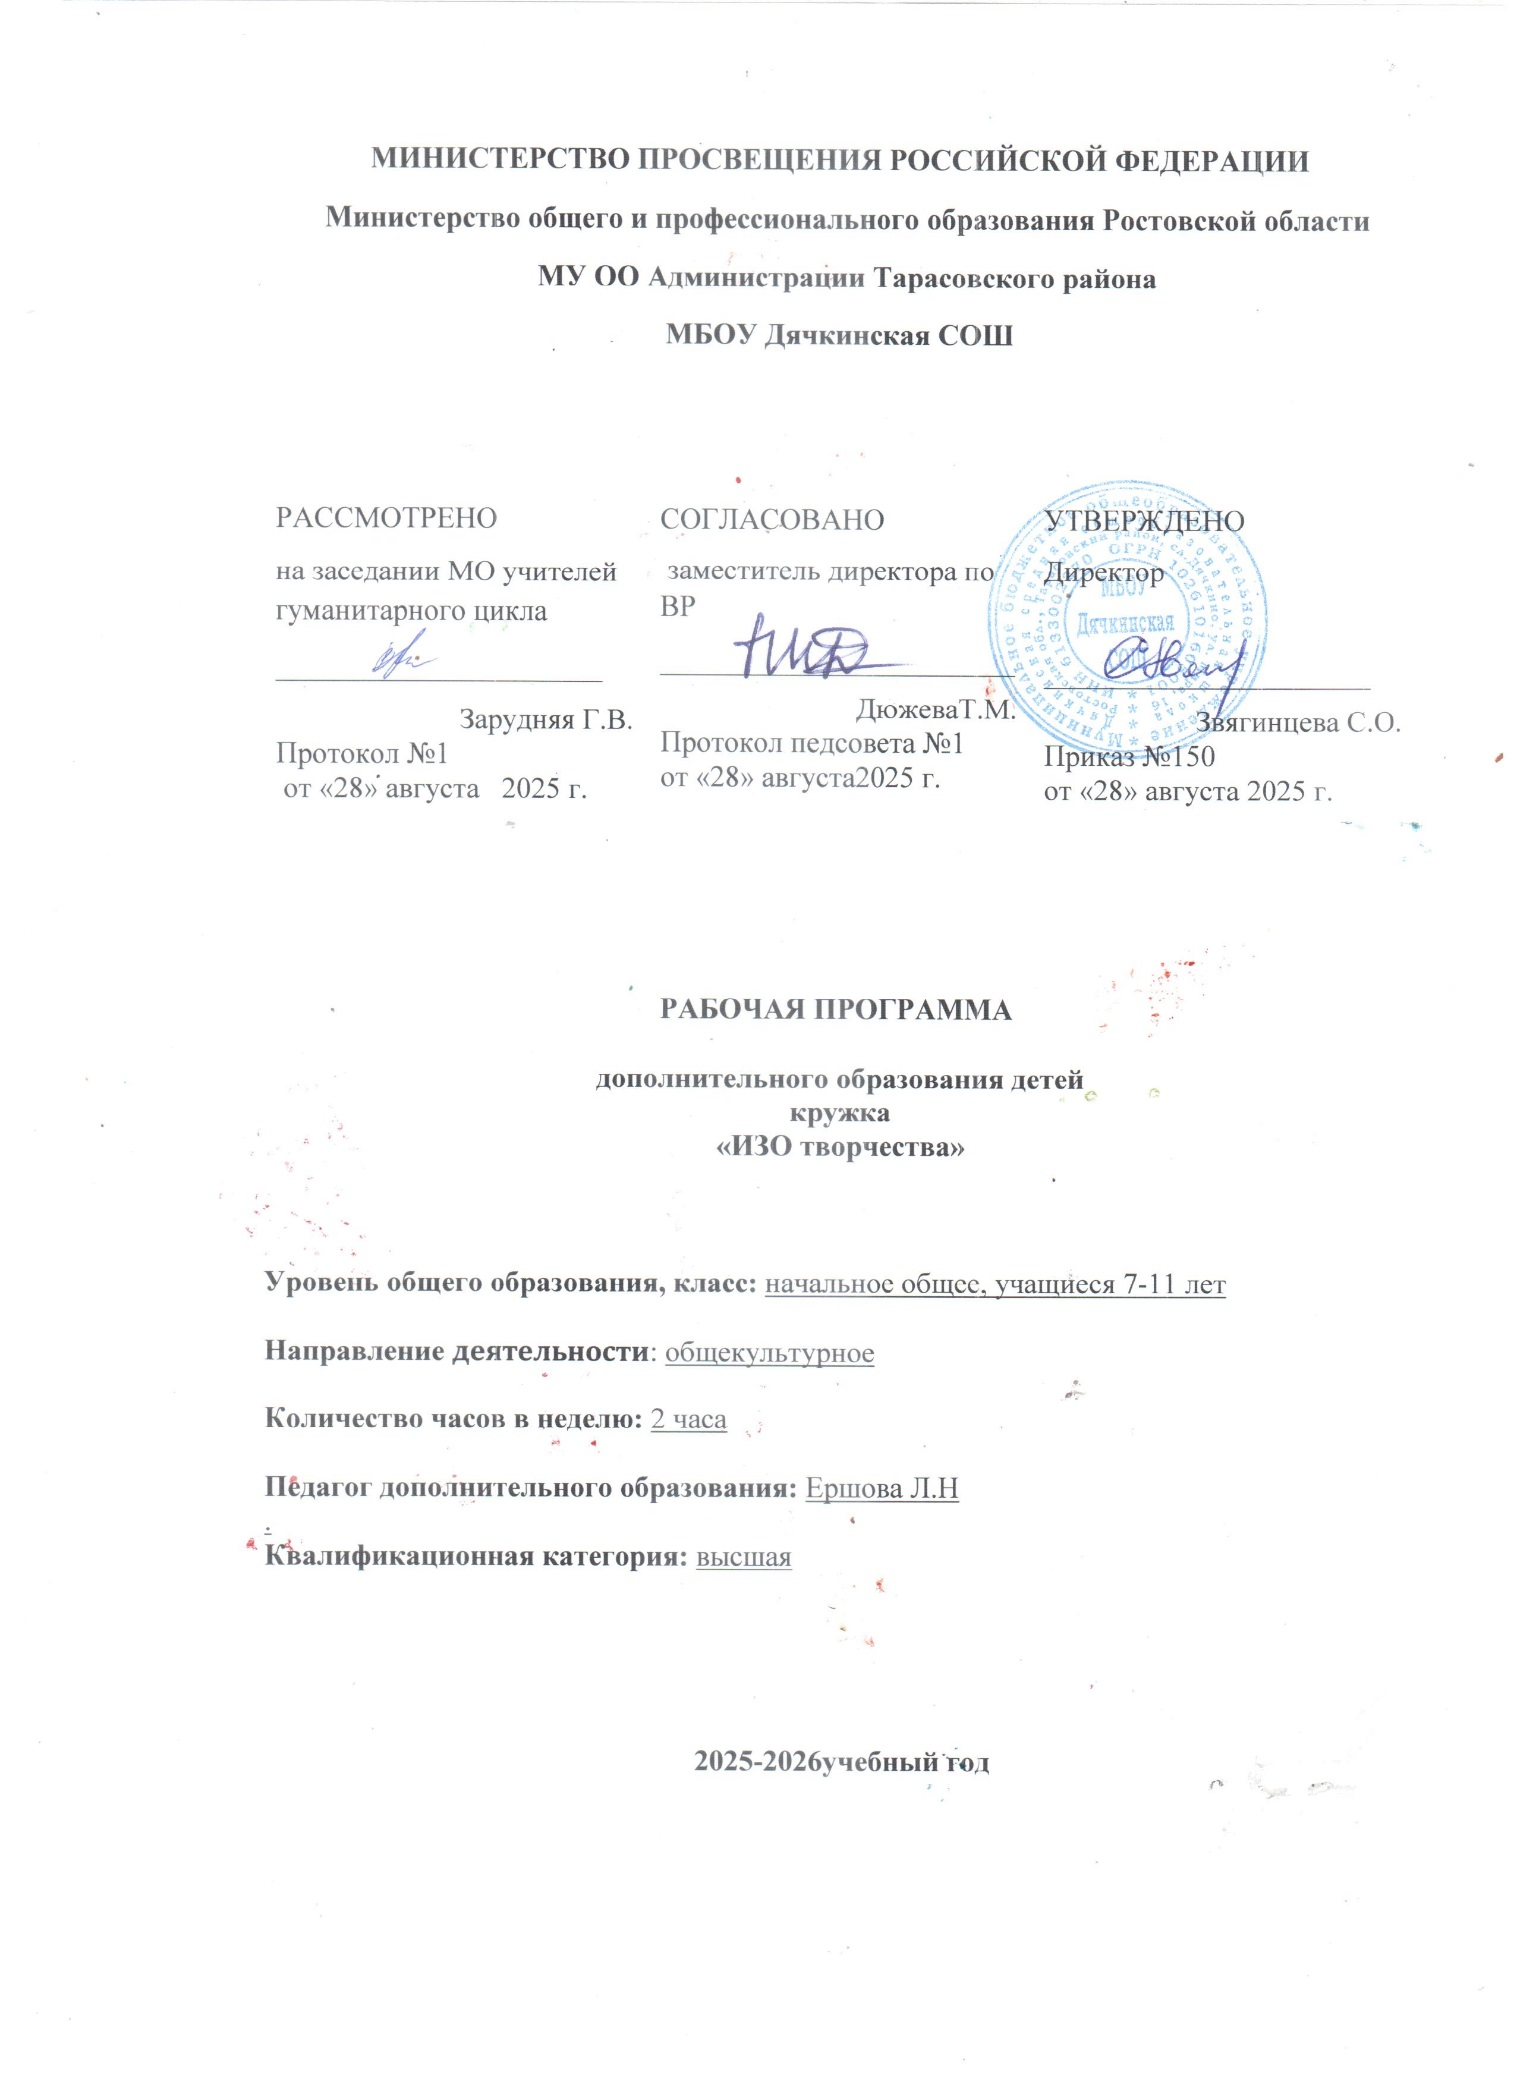 МИНИСТЕРСТВО ПРОСВЕЩЕНИЯ РОССИЙСКОЙ ФЕДЕРАЦИИ
Министерство общего и профессионального образования Ростовской области
МУ ОО Администрации Тарасовского района
МБОУ Дячкинская СОШ
РАССМОТРЕНО
на заседании МО учителей
гуманитарного цикла
Зарудняя Г.В.
Протокол №1
от «28» августа 2025 г.
СОГЛАСОВАНО
заместитель директора по
ВР
ДюжеваТ.М.
Протокол педсовета №1
от «28» августа2025 г.
УТВЕРЖДЕНО
Директор
Звягинцева С.О.
Приказ №150
от «28» августа 2025 г.
МБОУ
Дячкинская
СОШ
РАБОЧАЯ ПРОГРАММА
дополнительного образования детей
кружка
«ИЗО творчества»
Уровень общего образования, класс: начальное общее, учащиеся 7-11 лет
Направление деятельности: общекультурное
Количество часов в неделю: 2 часа
Педагог дополнительного образования: Ершова Л.Н
.
Квалификационная категория: высшая
2025-2026учебный год